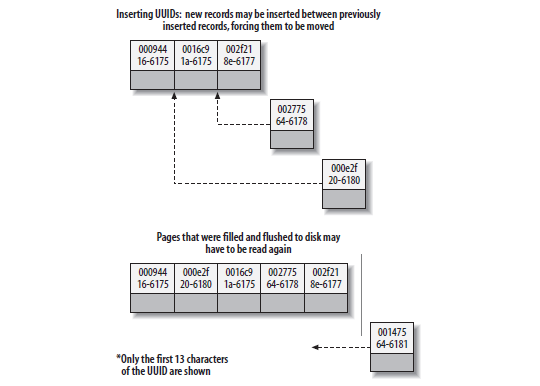 Inserting UUIDs: new records may be inserted between previously
inserted records, forcing them to be moved
000944 0016c9 002f21
16-6175 1a-6175 8e-6177
002775
64-6178
000e2f
20-6180
Pages that were filled and flushed to disk may
have to be read again
000944 000e2f 0016c9 002775 002f21
16-6175 20-6180 1a-6175 64-6178 8e-6177
001475
64-6181
*Only the first 13 characters
of the UUID are shown